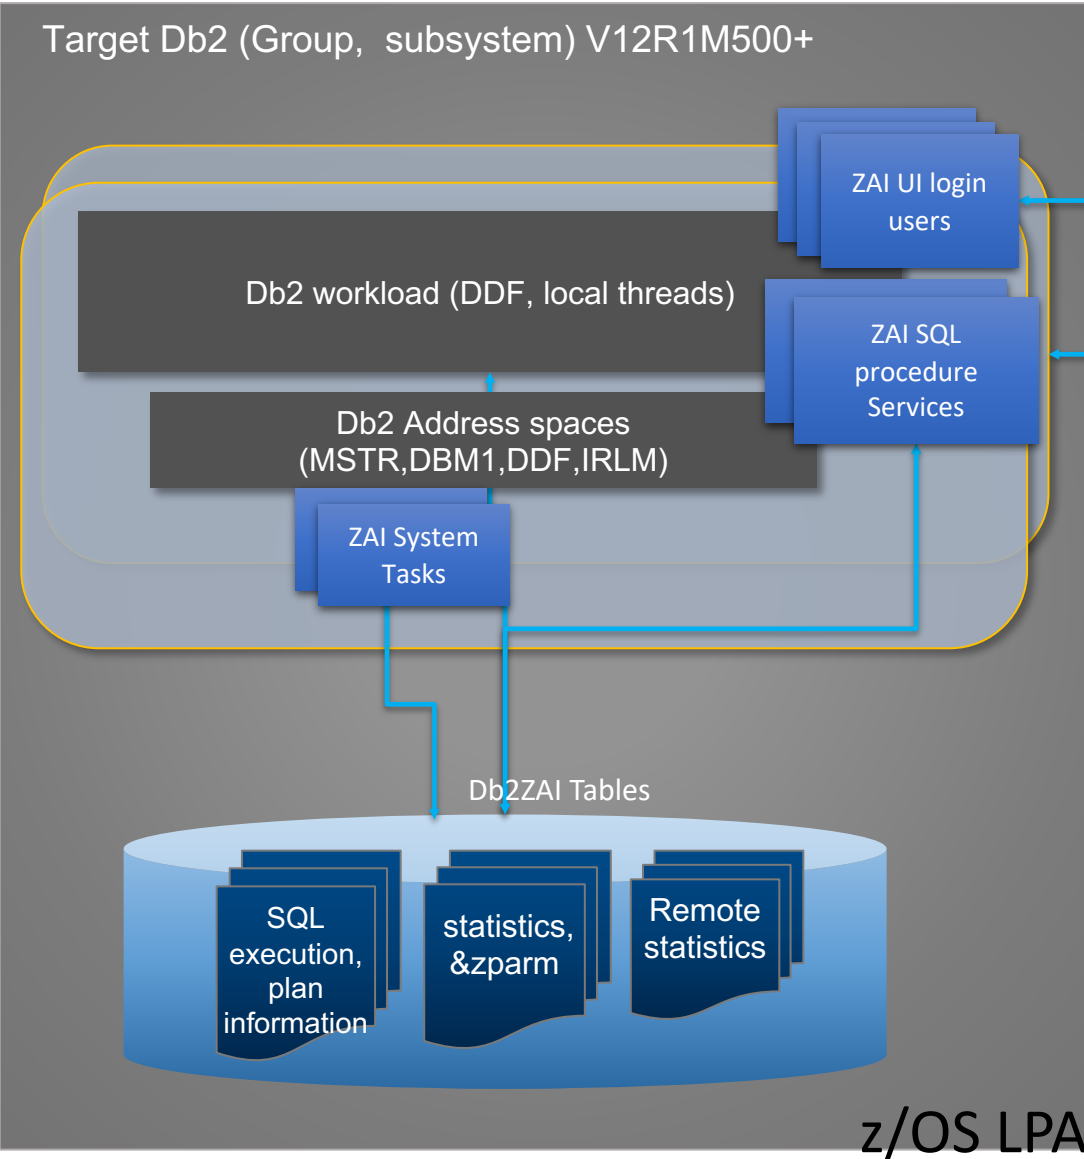 Target Db2 (Group, subsystem) V12R1M500+
ZAI UI login
users
Db2 workload (DDF, local threads)
ZAI SQL
procedure
Services
Db2 Address spaces
(MSTR,DBM1,DDF,IRLM)
ZAI System
Tasks
Db2ZAI Tables
SQL
execution,
plan
information
statistics,
&zparm
Remote
statistics
z/OS LPA